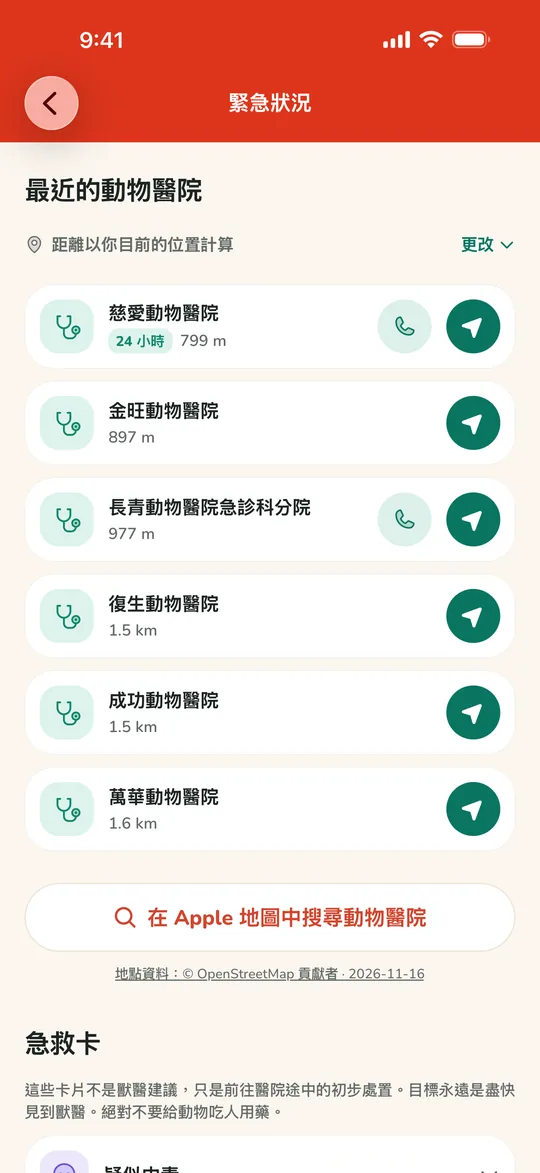 9:41
緊急狀況
最近的動物醫院
距離以你目前的位置計算
更改
慈愛動物醫院
24 小時 799 m
金旺動物醫院
897 m
長青動物醫院急診科分院
977 m
復生動物醫院
1.5 km
成功動物醫院
1.5 km
萬華動物醫院
1.6 km
在 Apple 地圖中搜尋動物醫院
地點資料：© OpenStreetMap 貢獻者 · 2026-11-16
急救卡
這些卡片不是獸醫建議，只是前往醫院途中的初步處置。目標永遠是盡快
見到獸醫。絕對不要給動物吃人用藥。